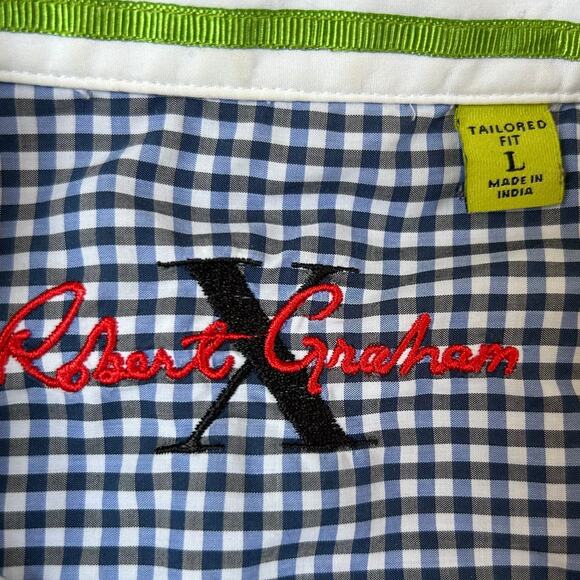 TAILORED
FIT
L
MADE IN
INDIA
X
Robert Graham